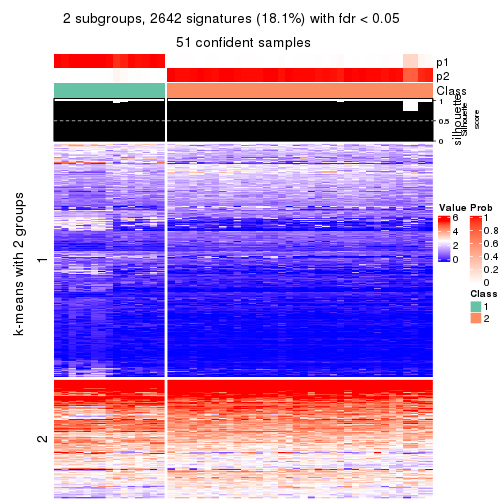 2 subgroups, 2642 signatures (18.1%) with fdr < 0.05
51 confident samples
p1
p2
Class
silhouette
Silhouette
score
1
0.5
0
k-means with 2 groups
1
2
Value
6
4
2
0
Prob
1
0.8
0.6
0.4
0.2
0
Class
1
2